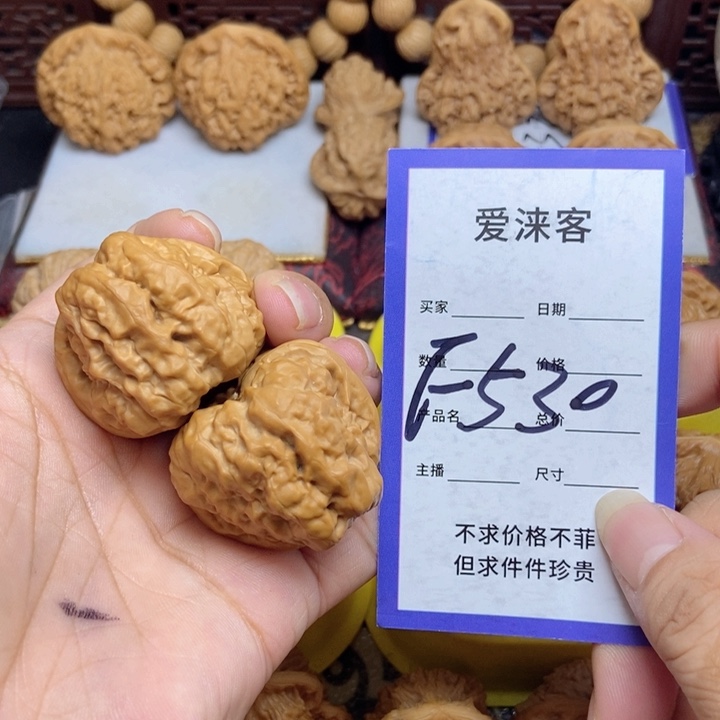 爱涞客
买家 日期
数量 价格
F-530
产品名 总价
主播 尺寸
不求价格不菲
但求件件珍贵